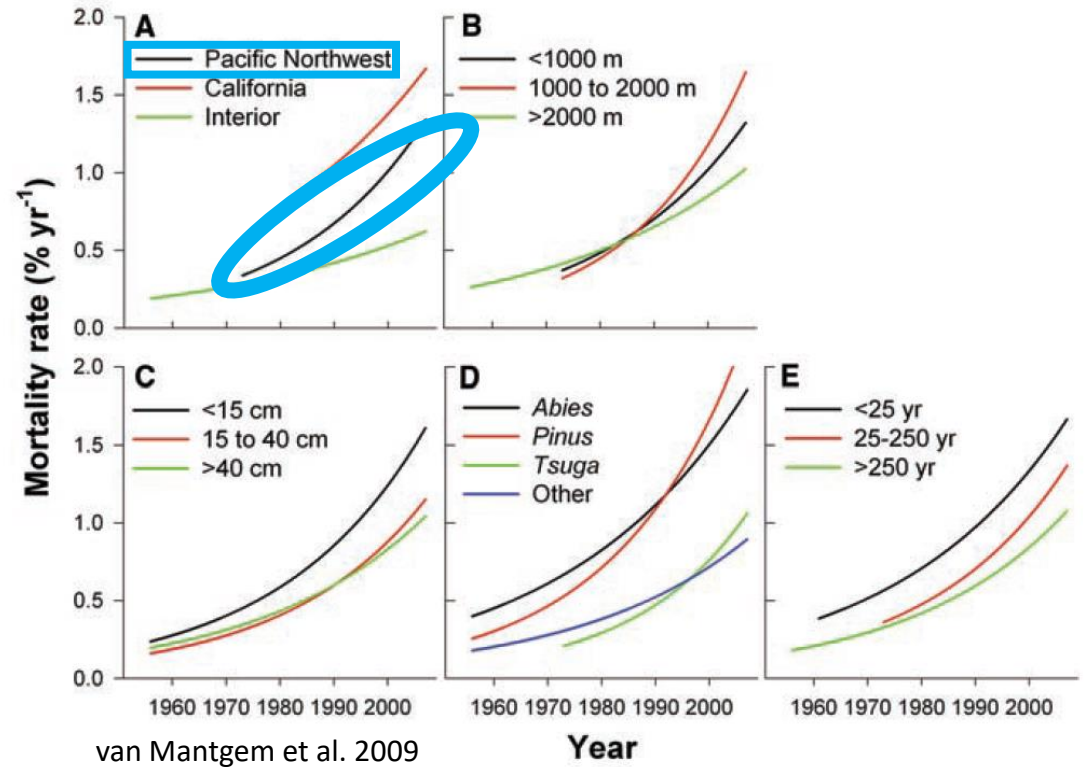 A
Pacific Northwest
California
Interior
B
<1000 m
1000 to 2000 m
>2000 m
2.0
1.5
1.0
0.5
0.0
Mortality rate (% yr⁻¹)
C
<15 cm
15 to 40 cm
>40 cm
D
Abies
Pinus
Tsuga
Other
E
<25 yr
25-250 yr
>250 yr
2.0
1.5
1.0
0.5
0.0
1960 1970 1980 1990 2000
1960 1970 1980 1990 2000
1960 1970 1980 1990 2000
van Mantgem et al. 2009
Year